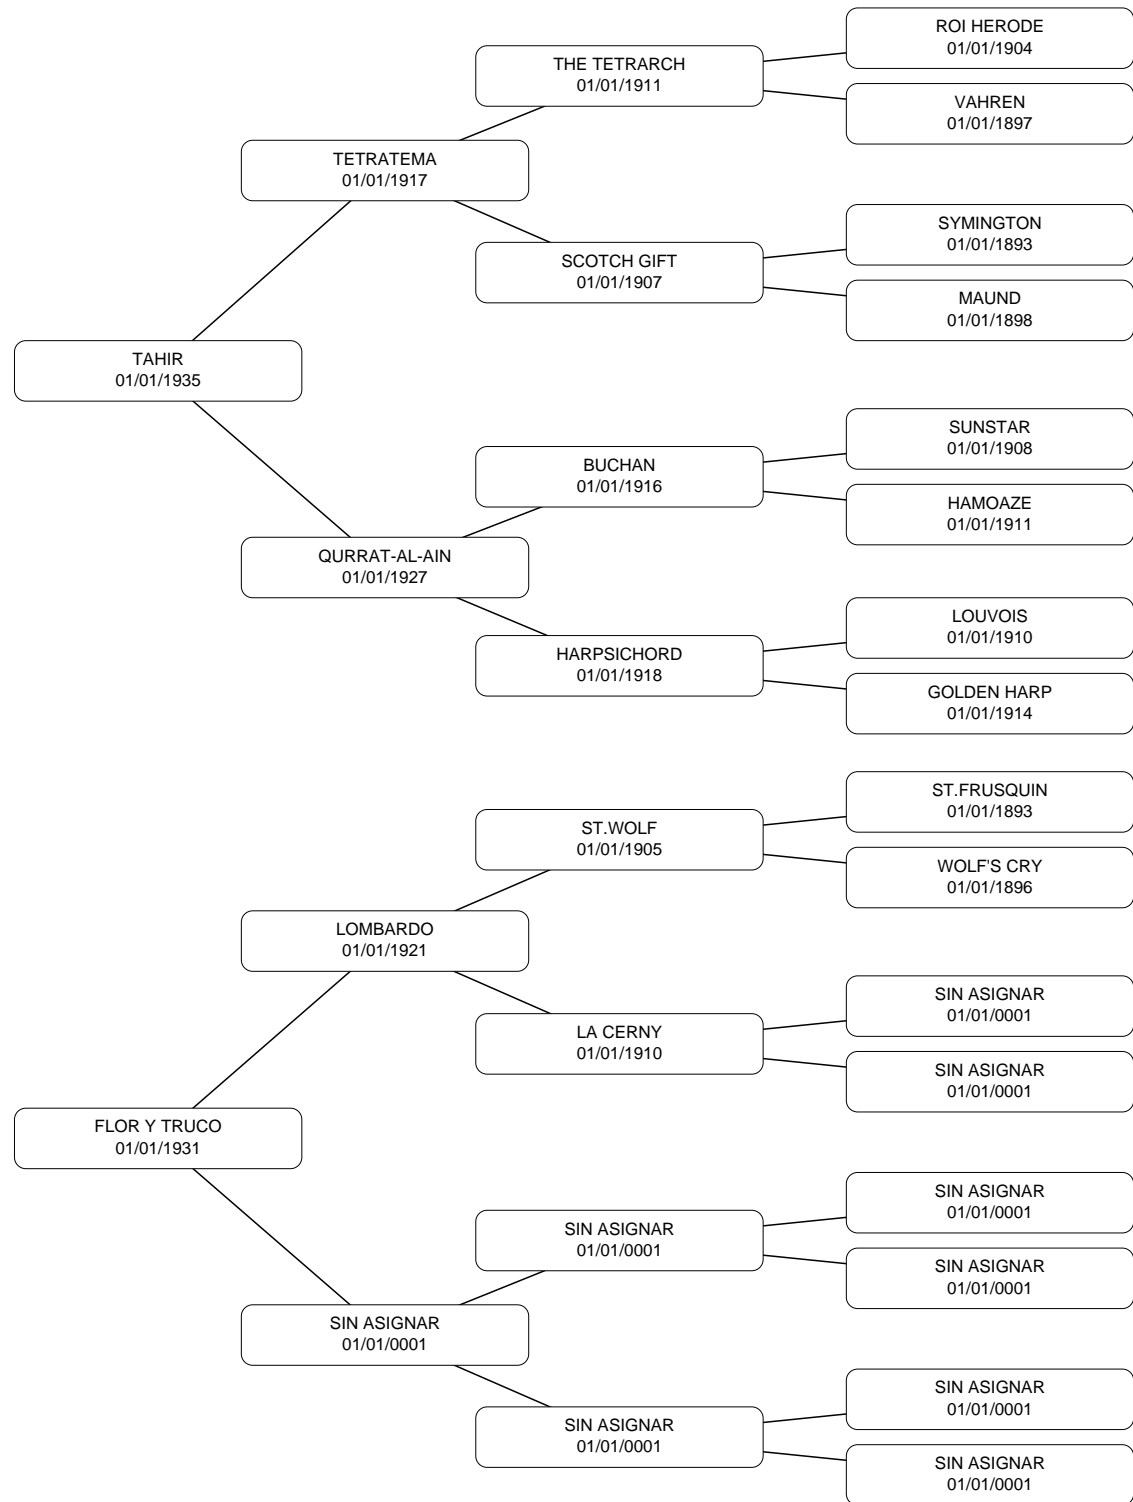 ROI HERODE
01/01/1904
THE TETRARCH
01/01/1911
VAHREN
01/01/1897
TETRATEMA
01/01/1917
SYMINGTON
01/01/1893
SCOTCH GIFT
01/01/1907
MAUND
01/01/1898
TAHIR
01/01/1935
SUNSTAR
01/01/1908
BUCHAN
01/01/1916
HAMOAZE
01/01/1911
QURRAT-AL-AIN
01/01/1927
LOUVOIS
01/01/1910
HARPSICHORD
01/01/1918
GOLDEN HARP
01/01/1914
ST.FRUSQUIN
01/01/1893
ST.WOLF
01/01/1905
WOLF'S CRY
01/01/1896
LOMBARDO
01/01/1921
SIN ASIGNAR
01/01/0001
LA CERNY
01/01/1910
SIN ASIGNAR
01/01/0001
FLOR Y TRUCO
01/01/1931
SIN ASIGNAR
01/01/0001
SIN ASIGNAR
01/01/0001
SIN ASIGNAR
01/01/0001
SIN ASIGNAR
01/01/0001
SIN ASIGNAR
01/01/0001
SIN ASIGNAR
01/01/0001
SIN ASIGNAR
01/01/0001